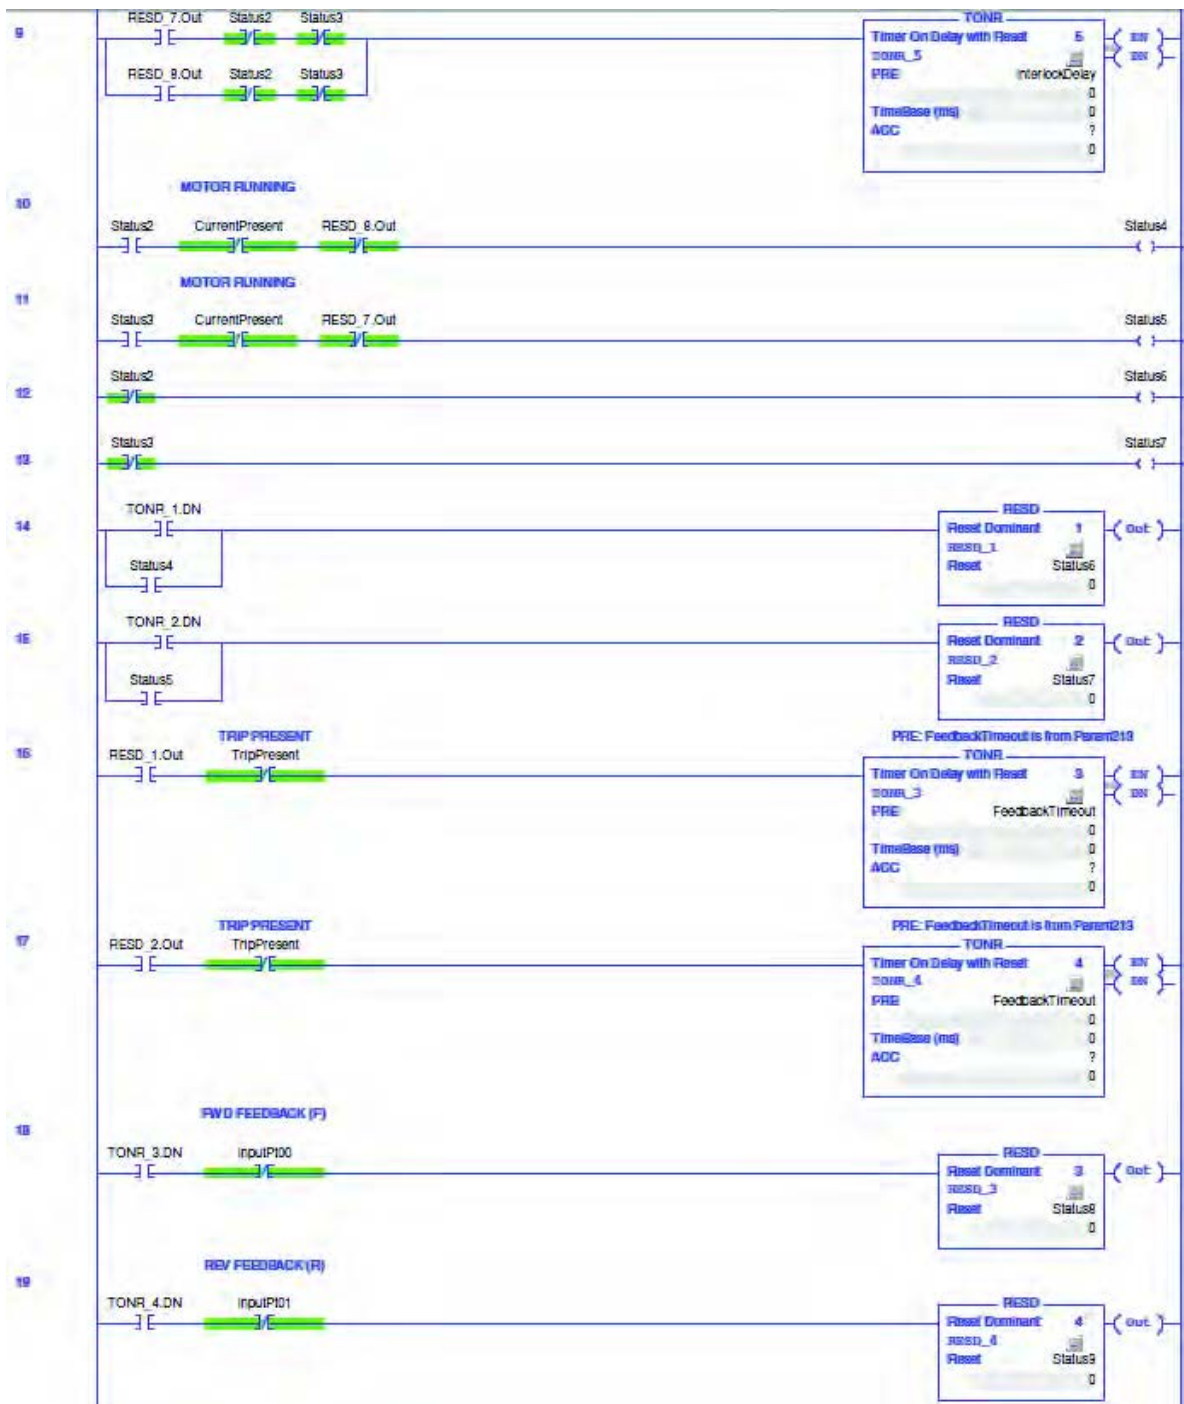 9
RESD_7.Out Status2 Status3
RESD_8.Out Status2 Status3
TONR
Timer On Delay with Reset 5
TONR_5
PRE InterlockDelay
0
TimeBase (ms) 0
ACC ?
0
EN
DN
10
MOTOR RUNNING
Status2 CurrentPresent RESD_8.Out Status4
11
MOTOR RUNNING
Status3 CurrentPresent RESD_7.Out Status5
12
Status2 Status6
13
Status3 Status7
14
TONR_1.DN
Status4
RESD
Reset Dominant 1
RESD_1
Reset Status6
0
Out
15
TONR_2.DN
Status5
RESD
Reset Dominant 2
RESD_2
Reset Status7
0
Out
16
TRIP PRESENT
RESD_1.Out TripPresent
PRE: FeedbackTimeout is from Param213
TONR
Timer On Delay with Reset 3
TONR_3
PRE FeedbackTimeout
0
TimeBase (ms) 0
ACC ?
0
EN
DN
17
TRIP PRESENT
RESD_2.Out TripPresent
PRE: FeedbackTimeout is from Param213
TONR
Timer On Delay with Reset 4
TONR_4
PRE FeedbackTimeout
0
TimeBase (ms) 0
ACC ?
0
EN
DN
18
FWD FEEDBACK (F)
TONR_3.DN InputPt00
RESD
Reset Dominant 3
RESD_3
Reset Status8
0
Out
19
REV FEEDBACK (R)
TONR_4.DN InputPt01
RESD
Reset Dominant 4
RESD_4
Reset Status9
0
Out